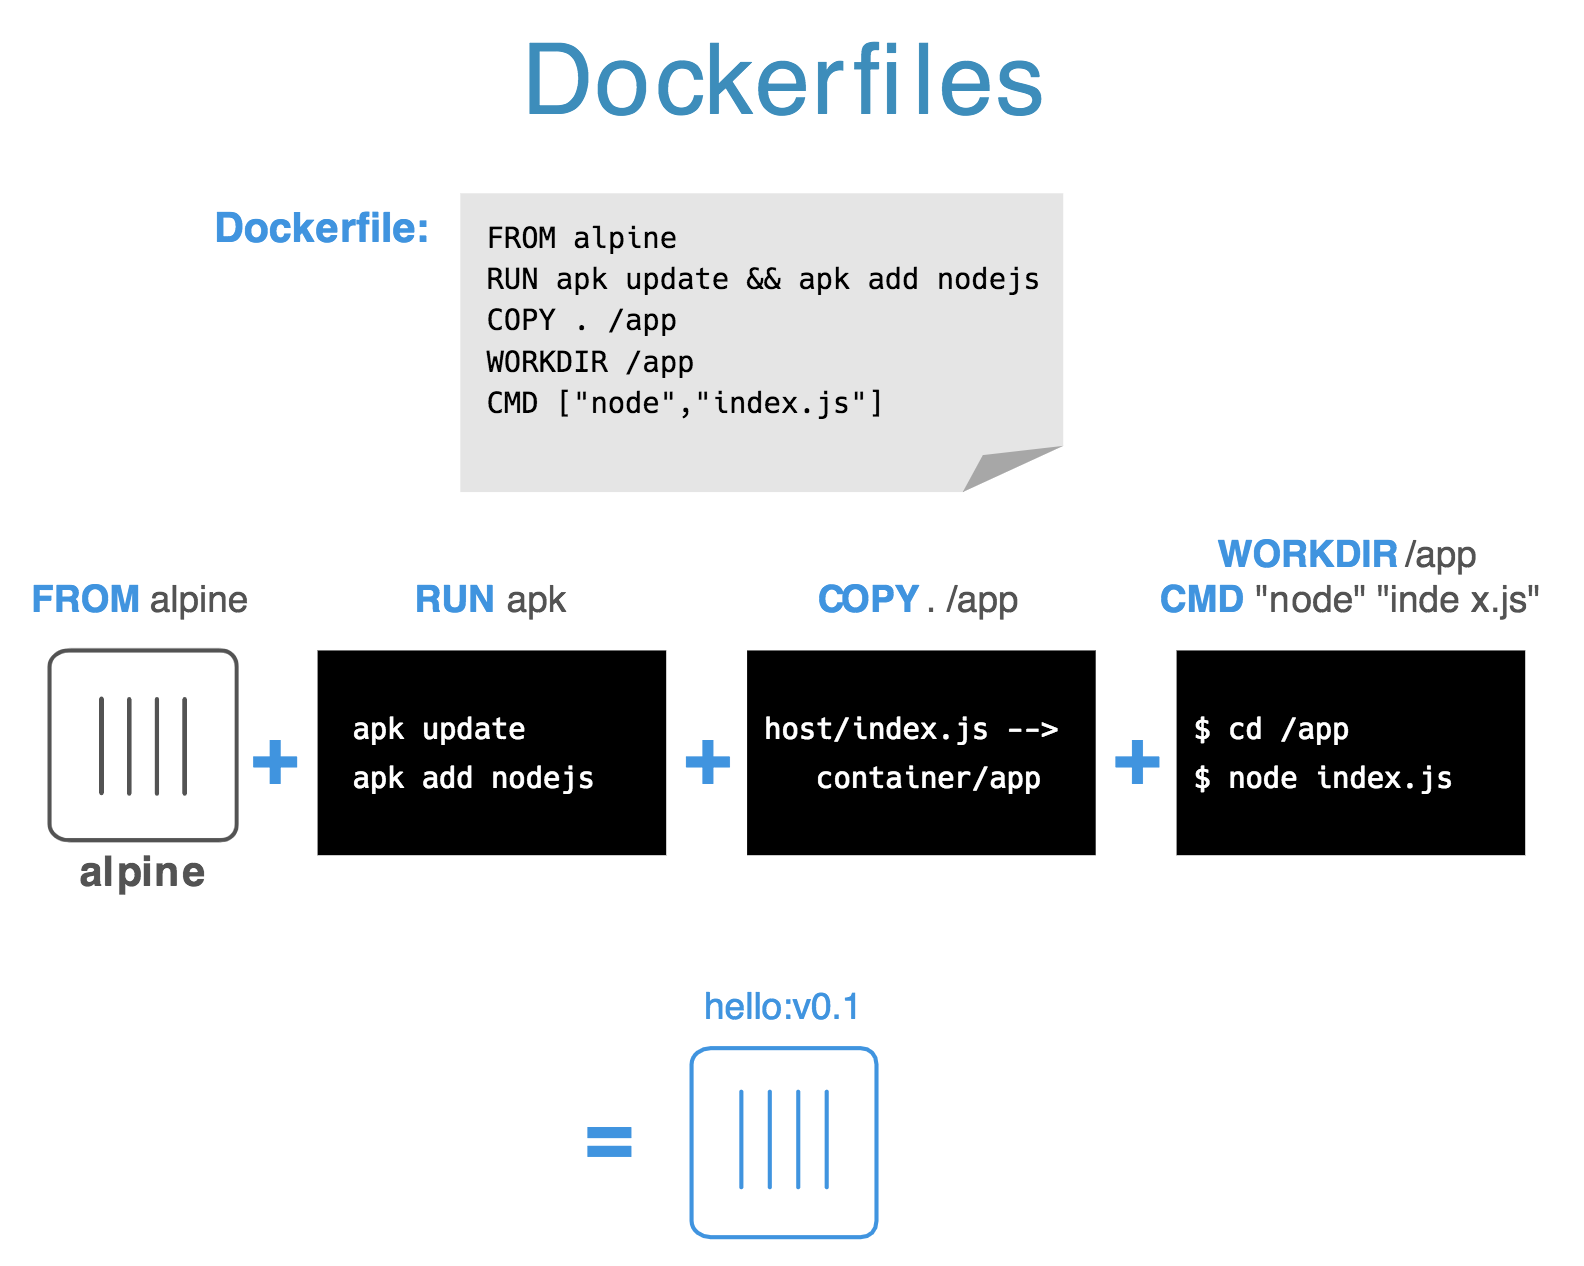 Dockerfiles
Dockerfile:
FROM alpine
RUN apk update && apk add nodejs
COPY . /app
WORKDIR /app
CMD ["node","index.js"]
FROM alpine
alpine
RUN apk
apk update
apk add nodejs
COPY . /app
host/index.js -->
container/app
WORKDIR /app
CMD "node" "inde x.js"
$ cd /app
$ node index.js
+
+
+
=
hello:v0.1